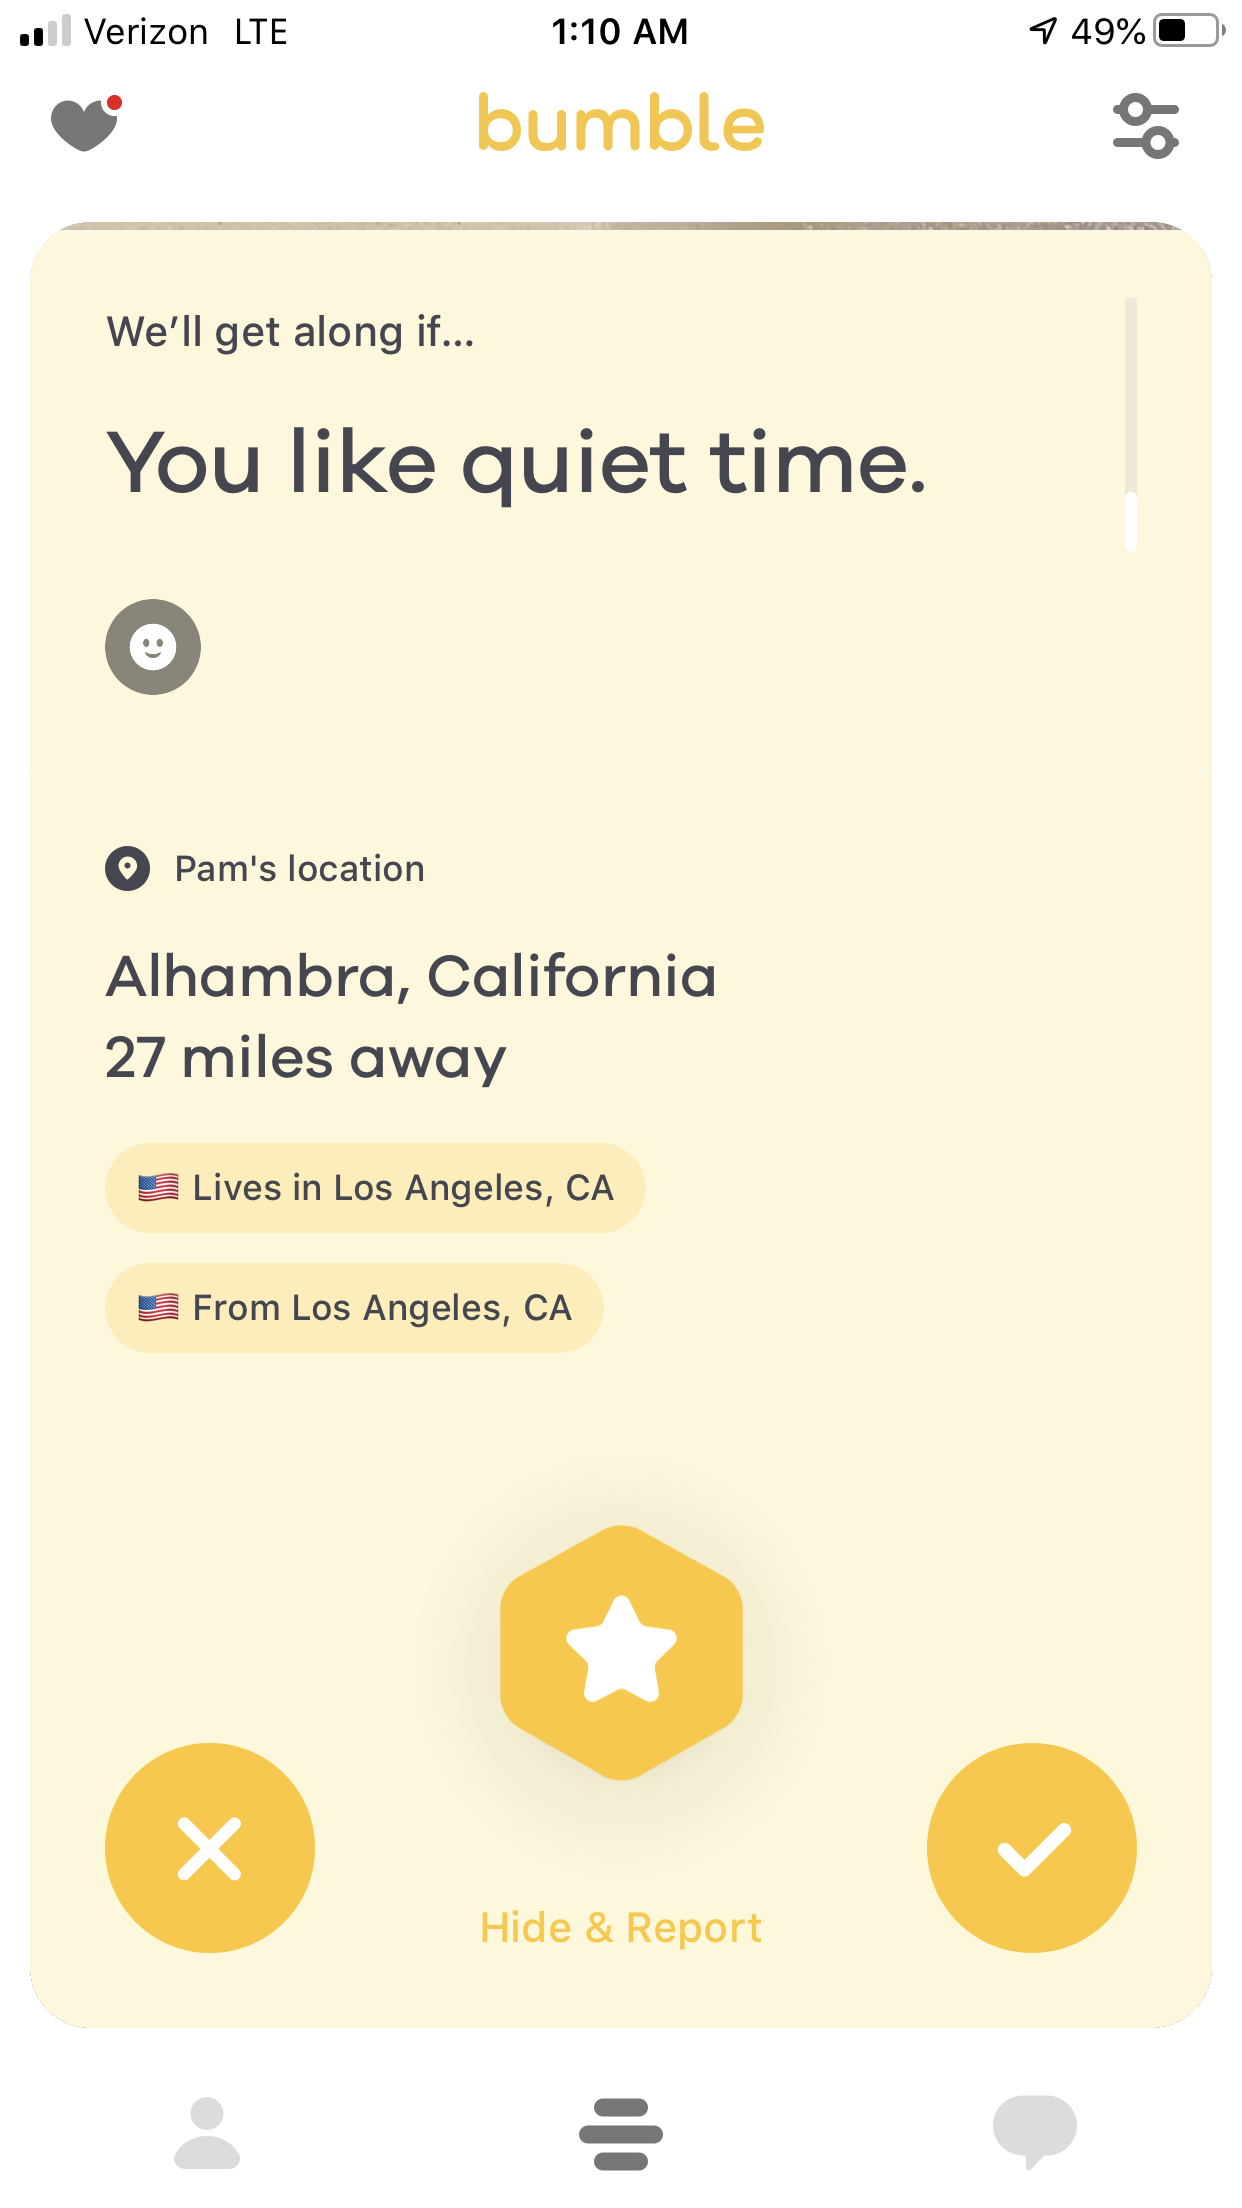 Verizon LTE 1:10 AM 49%
bumble
We’ll get along if...
You like quiet time.
Pam's location
Alhambra, California
27 miles away
🇺🇸 Lives in Los Angeles, CA
🇺🇸 From Los Angeles, CA
Hide & Report